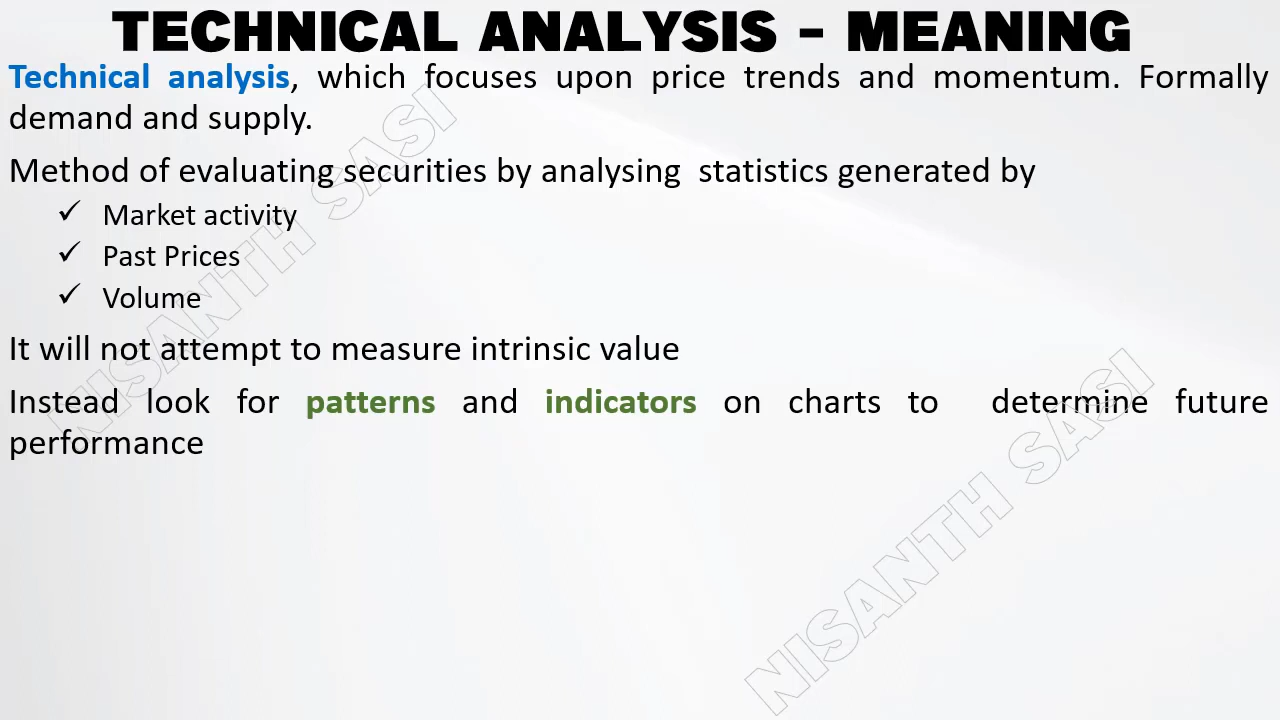 TECHNICAL ANALYSIS - MEANING
Technical analysis, which focuses upon price trends and momentum. Formally
demand and supply.
Method of evaluating securities by analysing statistics generated by
✓ Market activity
✓ Past Prices
✓ Volume
It will not attempt to measure intrinsic value
Instead look for patterns and indicators on charts to determine future
performance
NISANTH SASI
NISANTH SASI